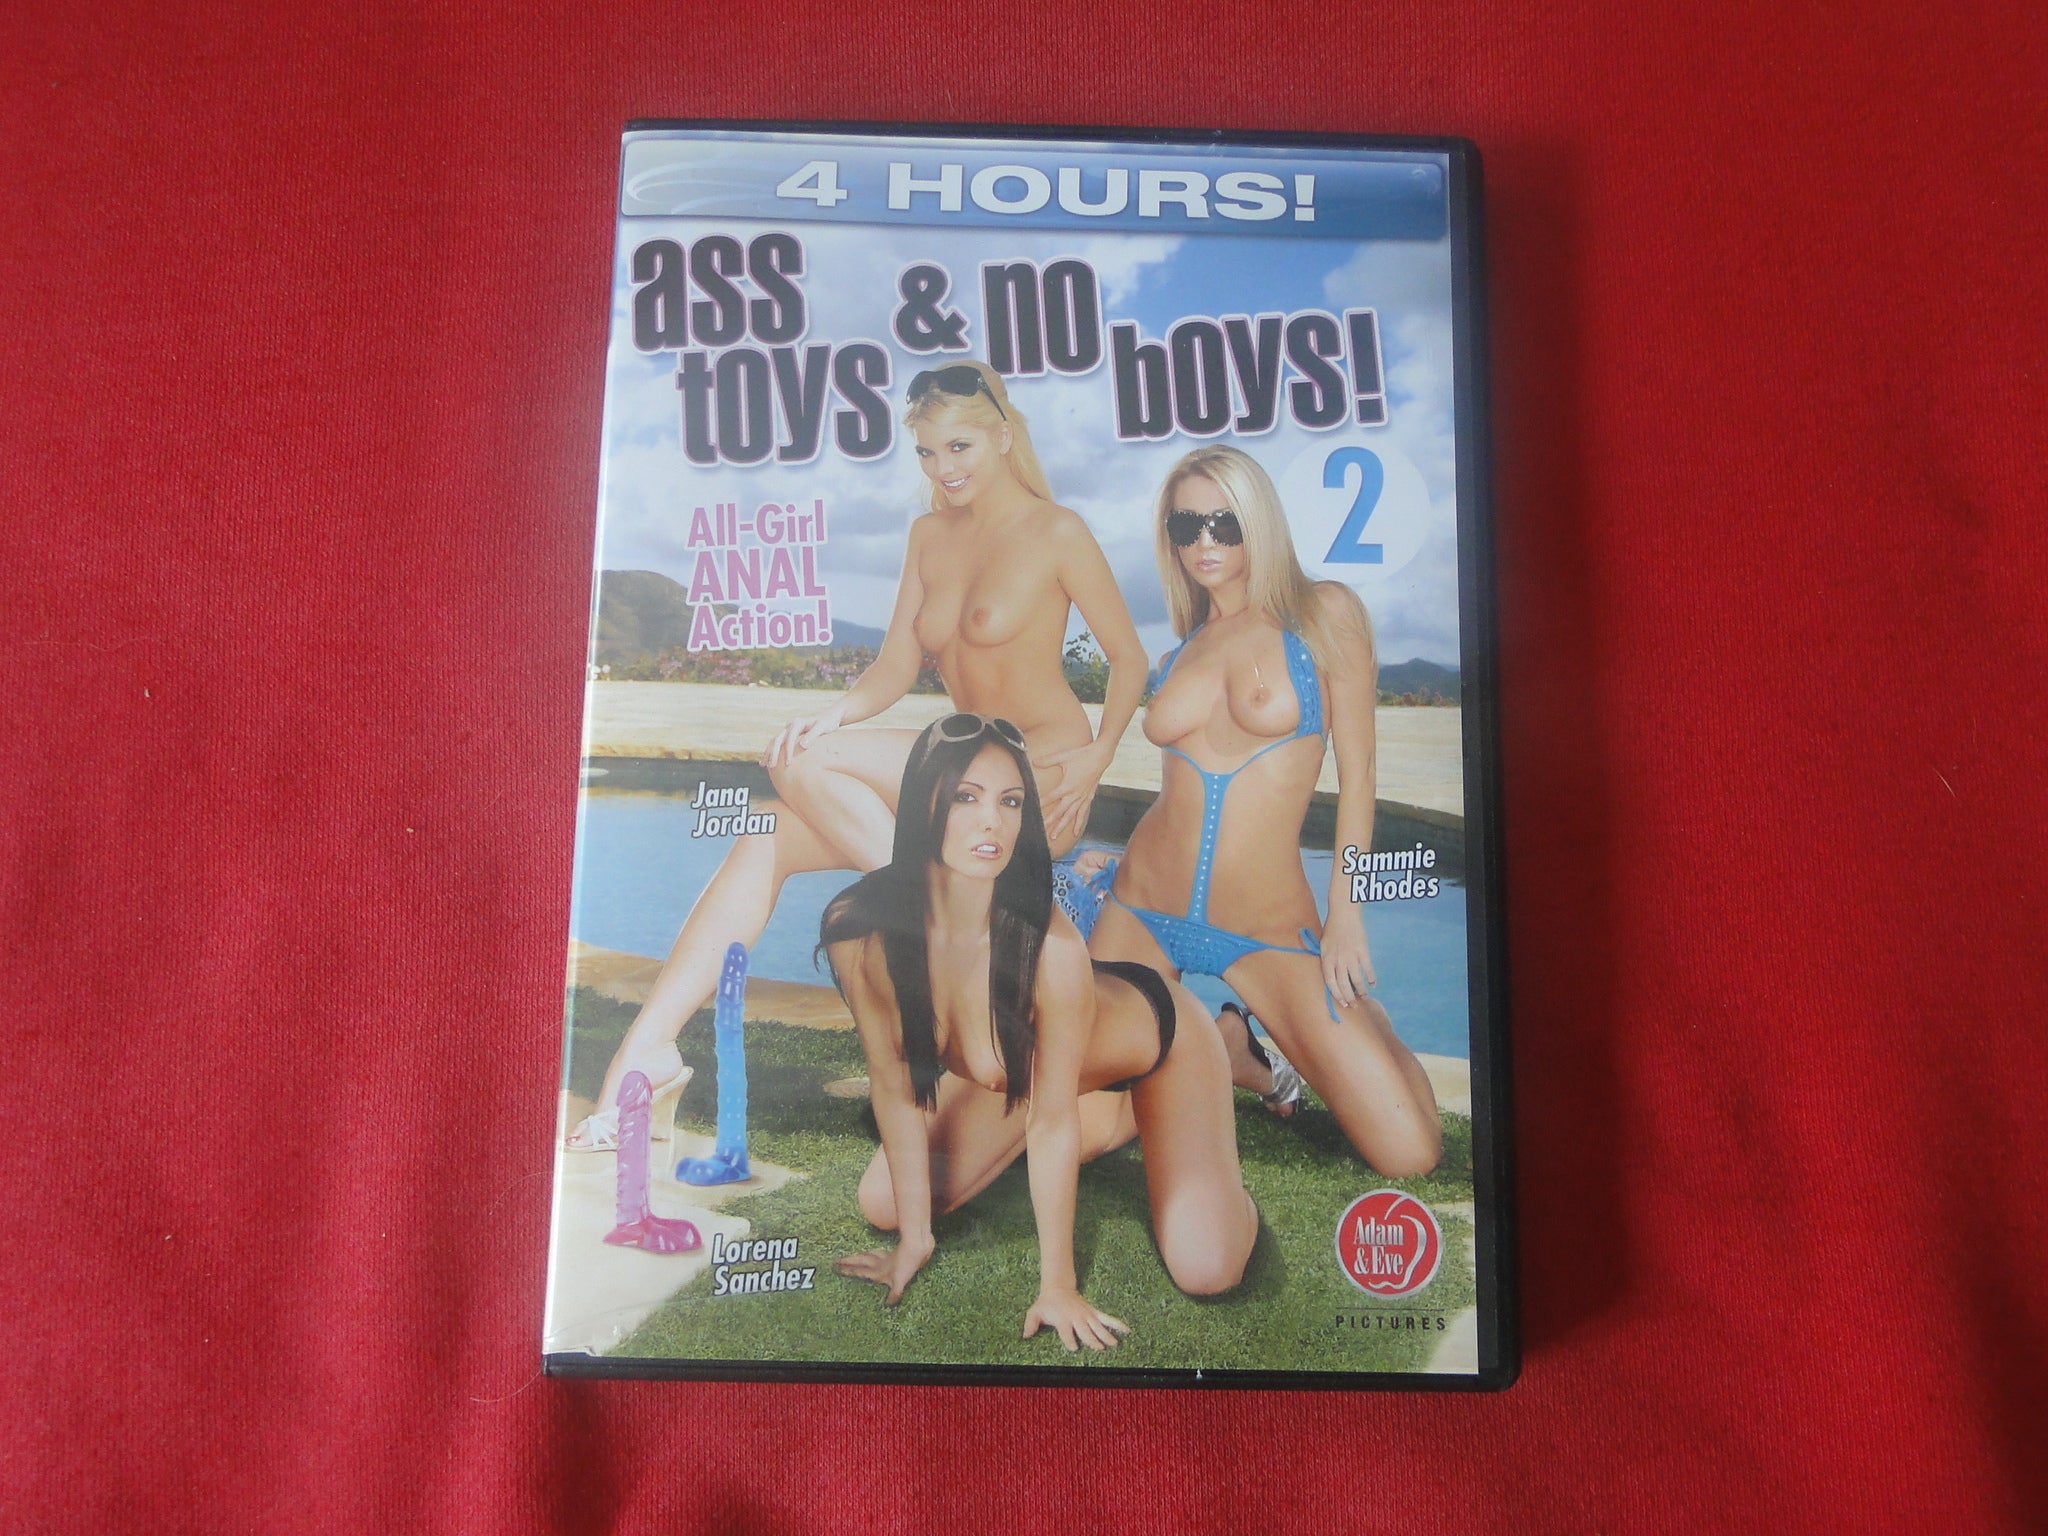 4 HOURS!
ass
toys
& no
boys!
2
All-Girl
ANAL
Action!
Jana
Jordan
Sammie
Rhodes
Lorena
Sanchez
Adam
& Eve
PICTURES